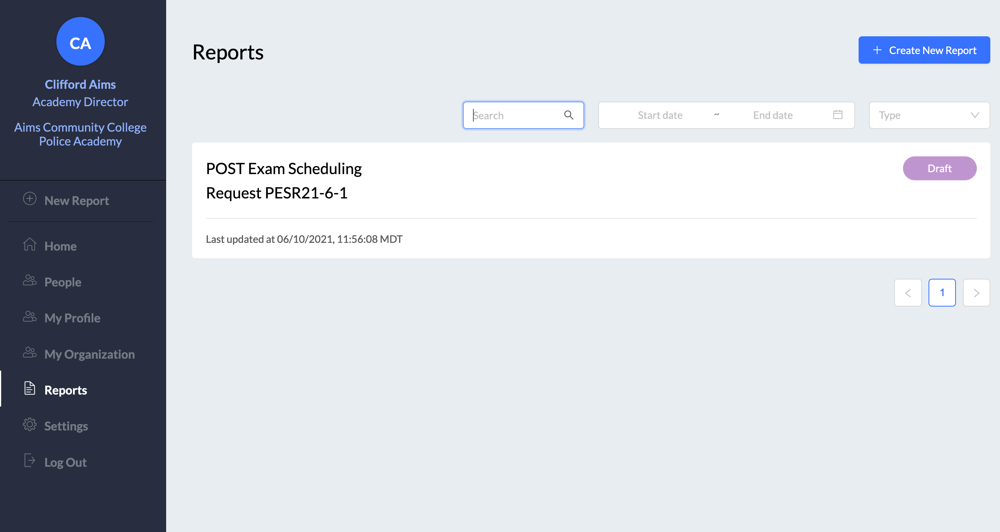 CA
Clifford Aims
Academy Director
Aims Community College
Police Academy
New Report
Home
People
My Profile
My Organization
Reports
Settings
Log Out
Reports
Create New Report
Search
Start date ~ End date
Type
POST Exam Scheduling
Request PESR21-6-1
Draft
Last updated at 06/10/2021, 11:56:08 MDT
1